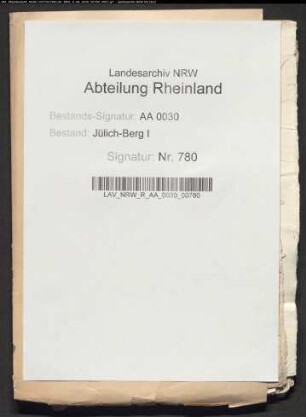 Landesarchiv NRW
Abteilung Rheinland
Bestands-Signatur: AA 0030
Bestand: Jülich-Berg I
Signatur: Nr. 780
LAV_NRW_R_AA_0030_00780